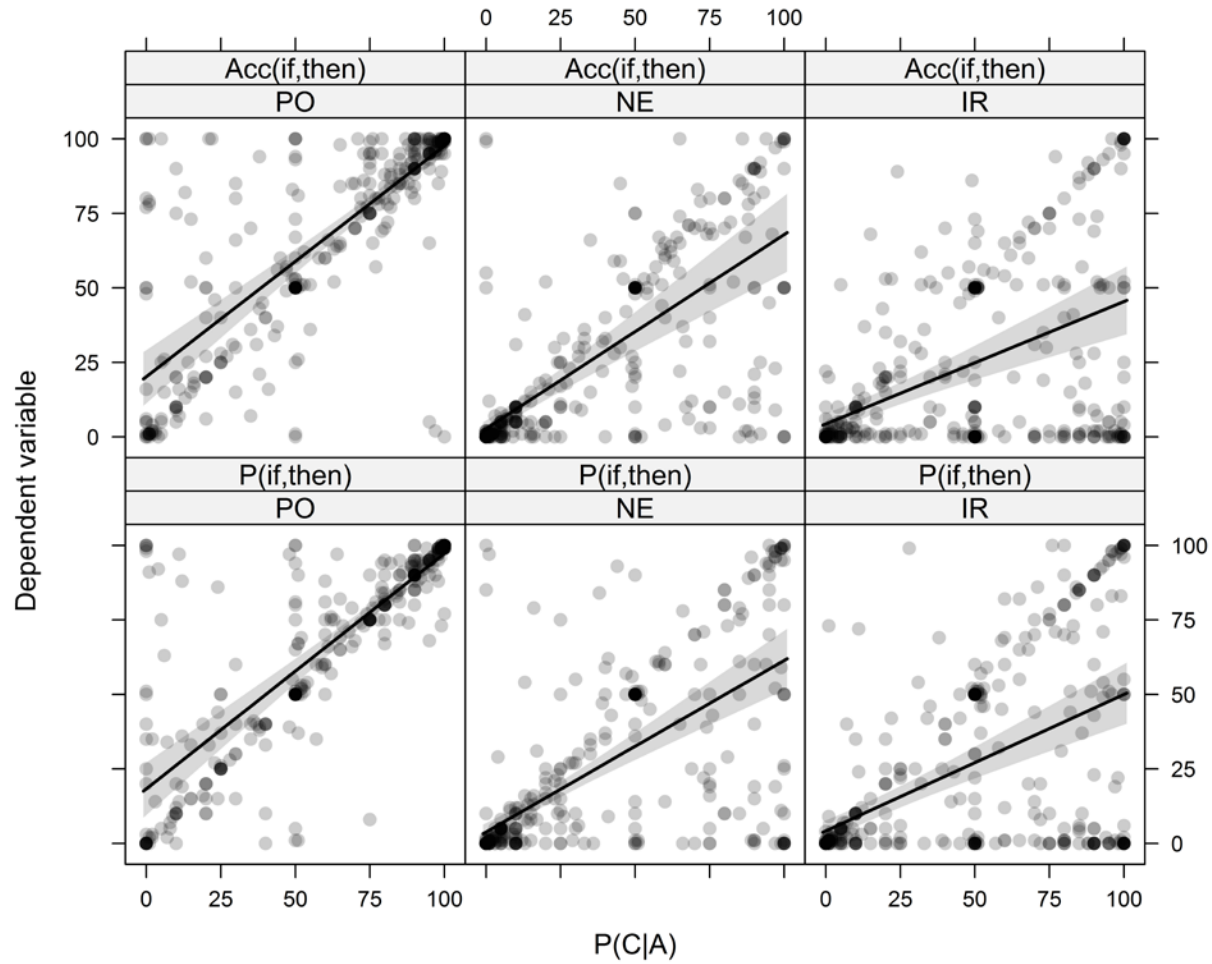 0 25 50 75 100
Acc(if,then) Acc(if,then) Acc(if,then)
PO NE IR
100
75
50
25
0
Dependent variable
P(if,then) P(if,then) P(if,then)
PO NE IR
100
75
50
25
0
0 25 50 75 100 0 25 50 75 100
P(C|A)